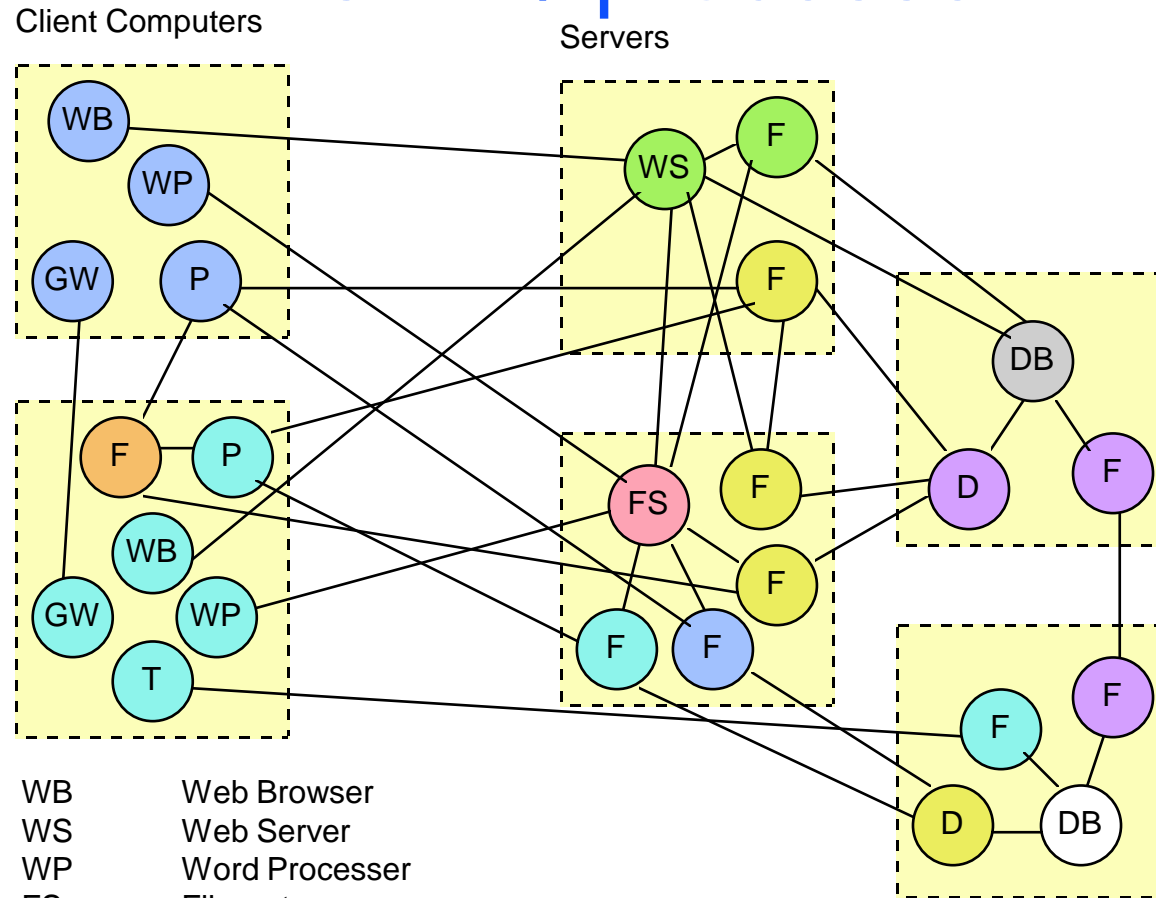 Client Computers
Servers
WB
WP
GW
P
F
P
WB
GW
WP
T
WS
F
F
FS
F
F
F
F
DB
D
F
F
F
D
DB
WB Web Browser
WS Web Server
WP Word Processer